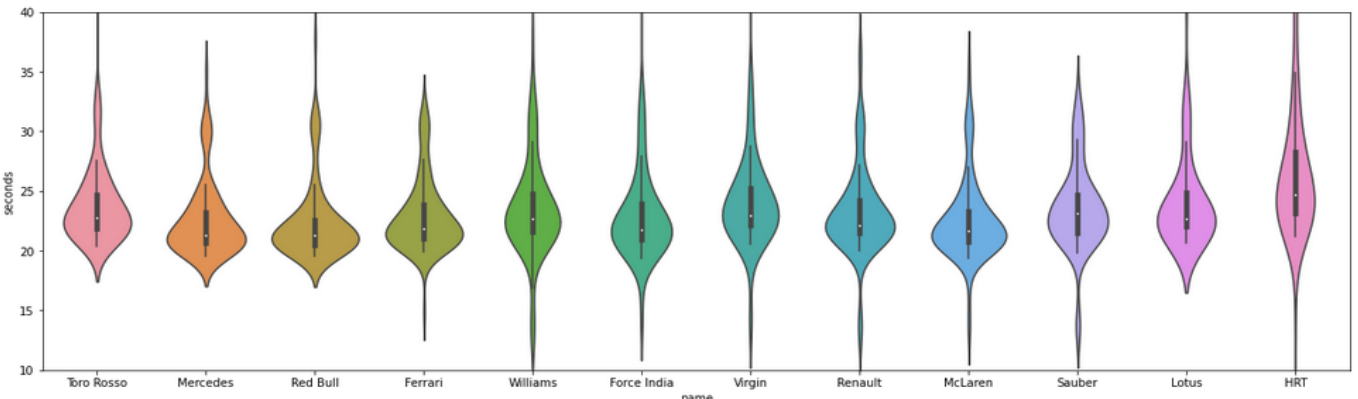 40
35
30
25
20
15
10
seconds
Toro Rosso Mercedes Red Bull Ferrari Williams Force India Virgin Renault McLaren Sauber Lotus HRT
name